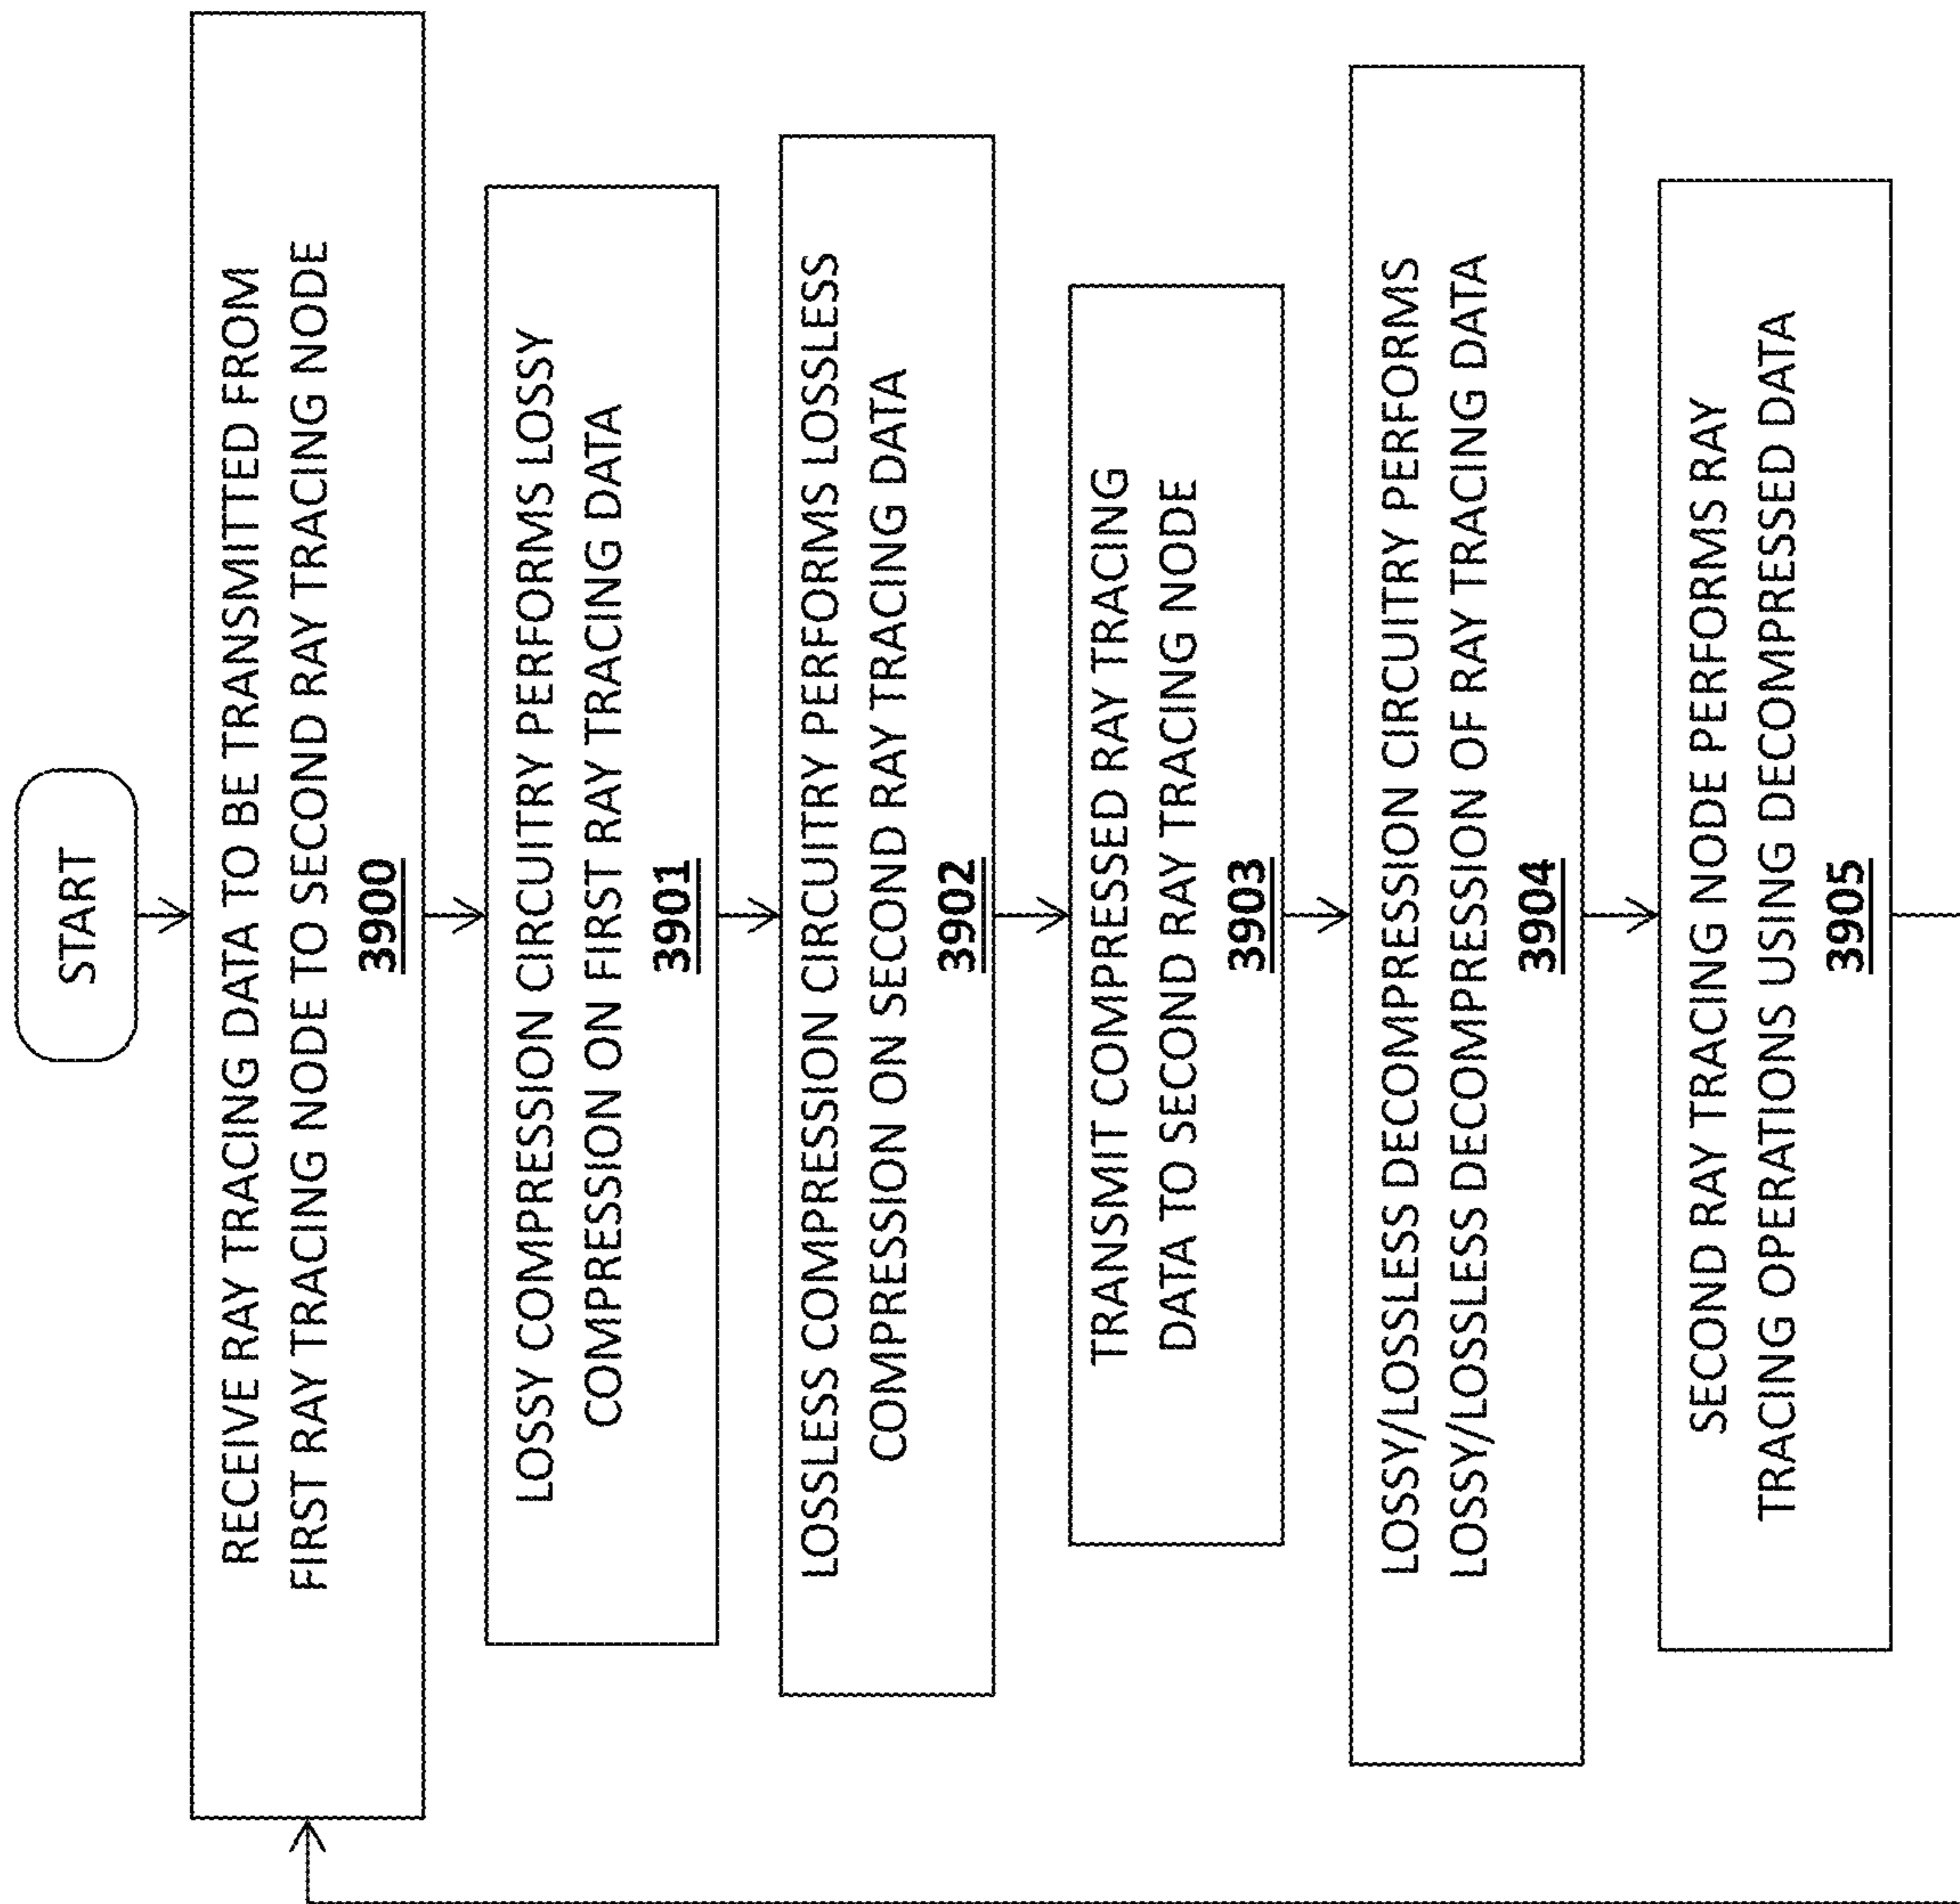 START
RECEIVE RAY TRACING DATA TO BE TRANSMITTED FROM
FIRST RAY TRACING NODE TO SECOND RAY TRACING NODE
3900
LOSSY COMPRESSION CIRCUITRY PERFORMS LOSSY
COMPRESSION ON FIRST RAY TRACING DATA
3901
LOSSLESS COMPRESSION CIRCUITRY PERFORMS LOSSLESS
COMPRESSION ON SECOND RAY TRACING DATA
3902
TRANSMIT COMPRESSED RAY TRACING
DATA TO SECOND RAY TRACING NODE
3903
LOSSY/LOSSLESS DECOMPRESSION CIRCUITRY PERFORMS
LOSSY/LOSSLESS DECOMPRESSION OF RAY TRACING DATA
3904
SECOND RAY TRACING NODE PERFORMS RAY
TRACING OPERATIONS USING DECOMPRESSED DATA
3905